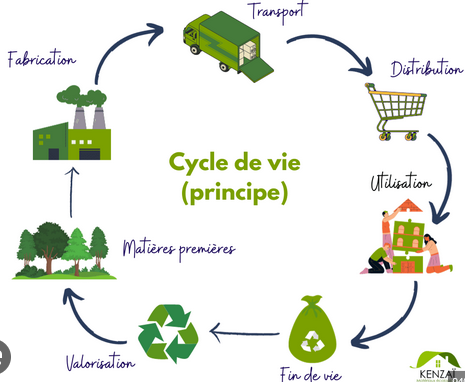 Transport
Fabrication
Distribution
Cycle de vie
(principe)
Utilisation
Matières premières
Valorisation
Fin de vie
KENZAÏ